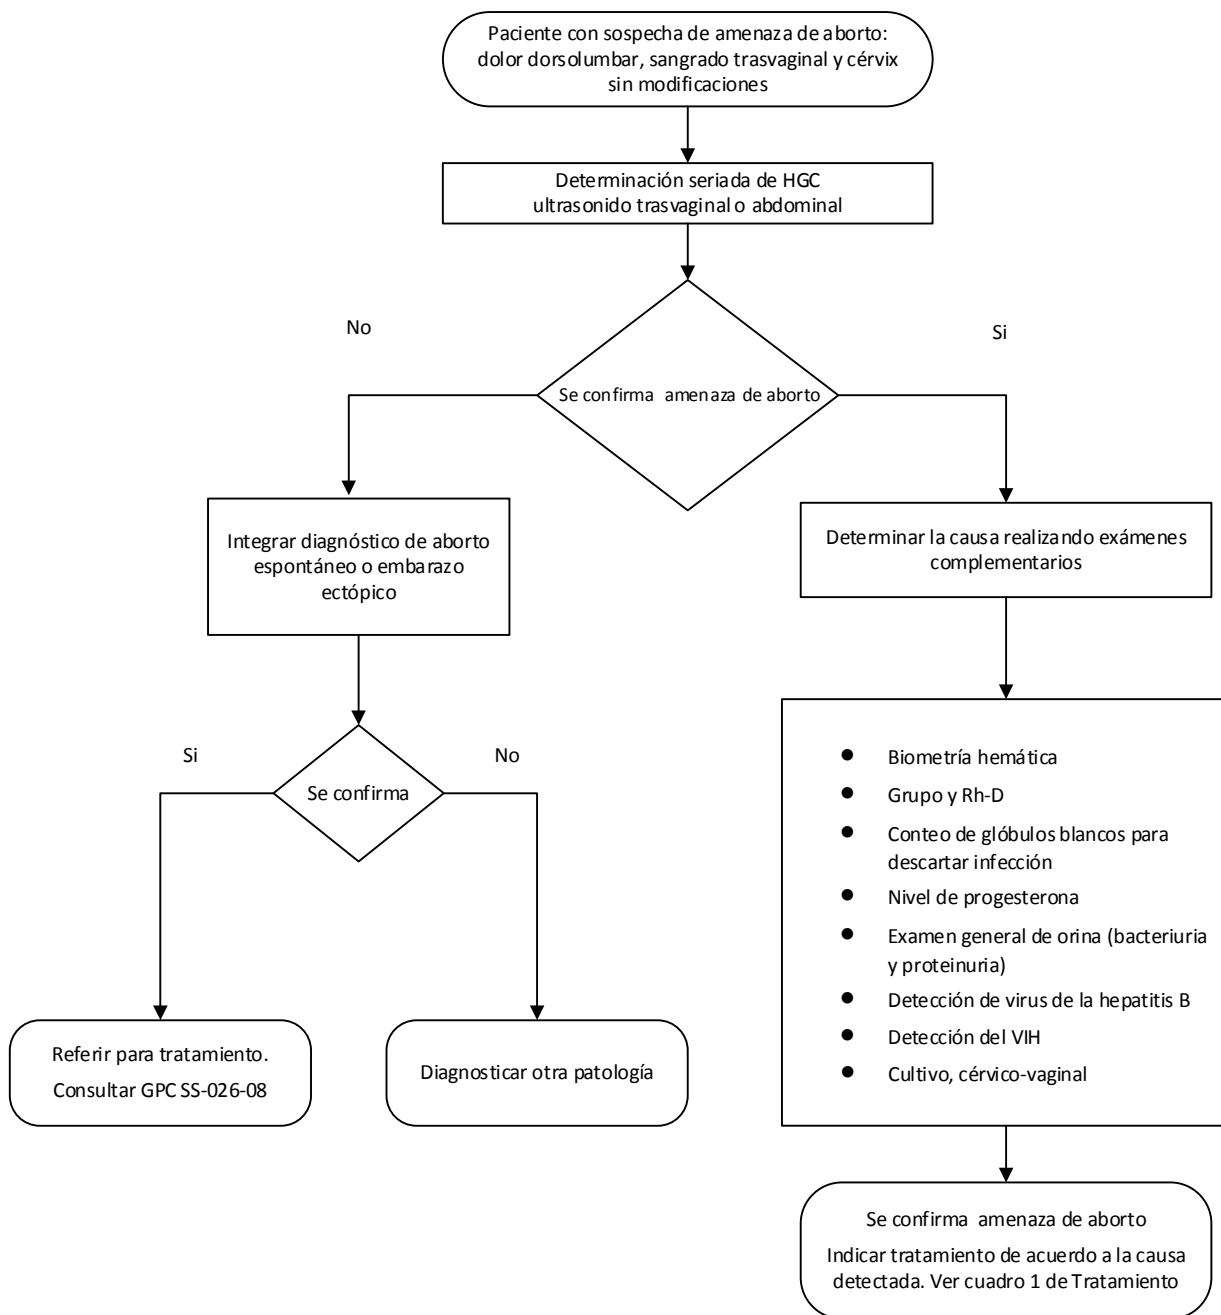 Paciente con sospecha de amenaza de aborto:
dolor dorsolumbar, sangrado trasvaginal y cérvix
sin modificaciones
Determinación seriada de HGC
ultrasonido trasvaginal o abdominal
No
Si
Se confirma amenaza de aborto
Integrar diagnóstico de aborto
espontáneo o embarazo
ectópico
Determinar la causa realizando exámenes
complementarios
Si
No
Se confirma
● Biometría hemática
● Grupo y Rh-D
● Conteo de glóbulos blancos para
descartar infección
● Nivel de progesterona
● Examen general de orina (bacteriuria
y proteinuria)
● Detección de virus de la hepatitis B
● Detección del VIH
● Cultivo, cérvico-vaginal
Referir para tratamiento.
Consultar GPC SS-026-08
Diagnosticar otra patología
Se confirma amenaza de aborto
Indicar tratamiento de acuerdo a la causa
detectada. Ver cuadro 1 de Tratamiento